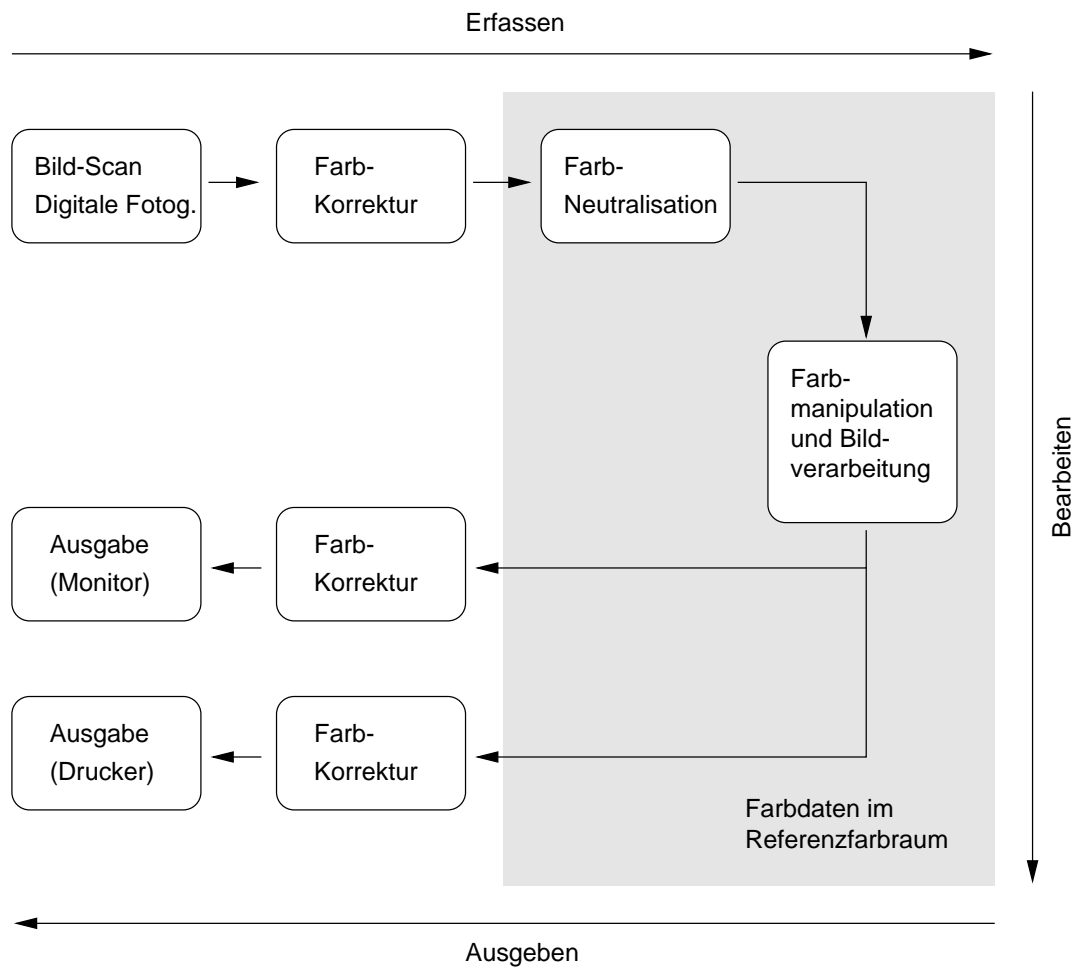 Erfassen
Bild-Scan
Digitale Fotog.
Farb-
Korrektur
Farb-
Neutralisation
Farb-
manipulation
und Bild-
verarbeitung
Bearbeiten
Ausgabe
(Monitor)
Farb-
Korrektur
Ausgabe
(Drucker)
Farb-
Korrektur
Farbdaten im
Referenzfarbraum
Ausgeben